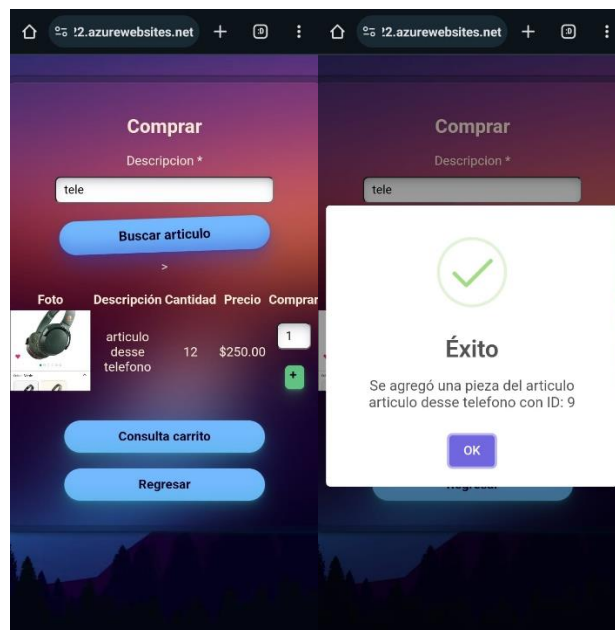 !2.azurewebsites.net
Comprar
Descripcion *
tele
Buscar articulo
>
Foto Descripción Cantidad Precio Comprar
articulo desse telefono 12 $250.00 1
+
Consulta carrito
Regresar
!2.azurewebsites.net
Comprar
Descripcion *
tele
Éxito
Se agregó una pieza del articulo
articulo desse telefono con ID: 9
OK
Regresar